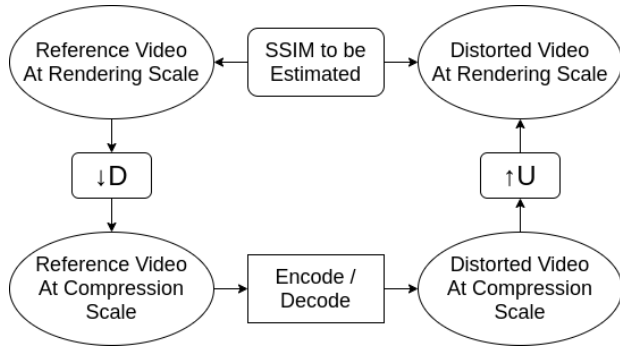 Reference Video
At Rendering Scale
SSIM to be
Estimated
Distorted Video
At Rendering Scale
↓D
↑U
Reference Video
At Compression
Scale
Encode /
Decode
Distorted Video
At Compression
Scale